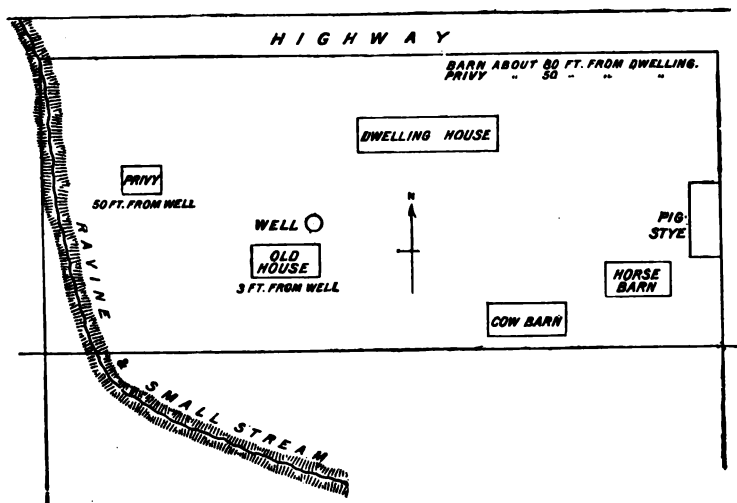 HIGHWAY
BARN ABOUT 80 FT. FROM DWELLING.
PRIVY " 50 " " "
DWELLING HOUSE
PRIVY
50 FT. FROM WELL
WELL
N
OLD
HOUSE
3 FT. FROM WELL
PIG
STYE
HORSE
BARN
COW BARN
RAVINE
& SMALL STREAM